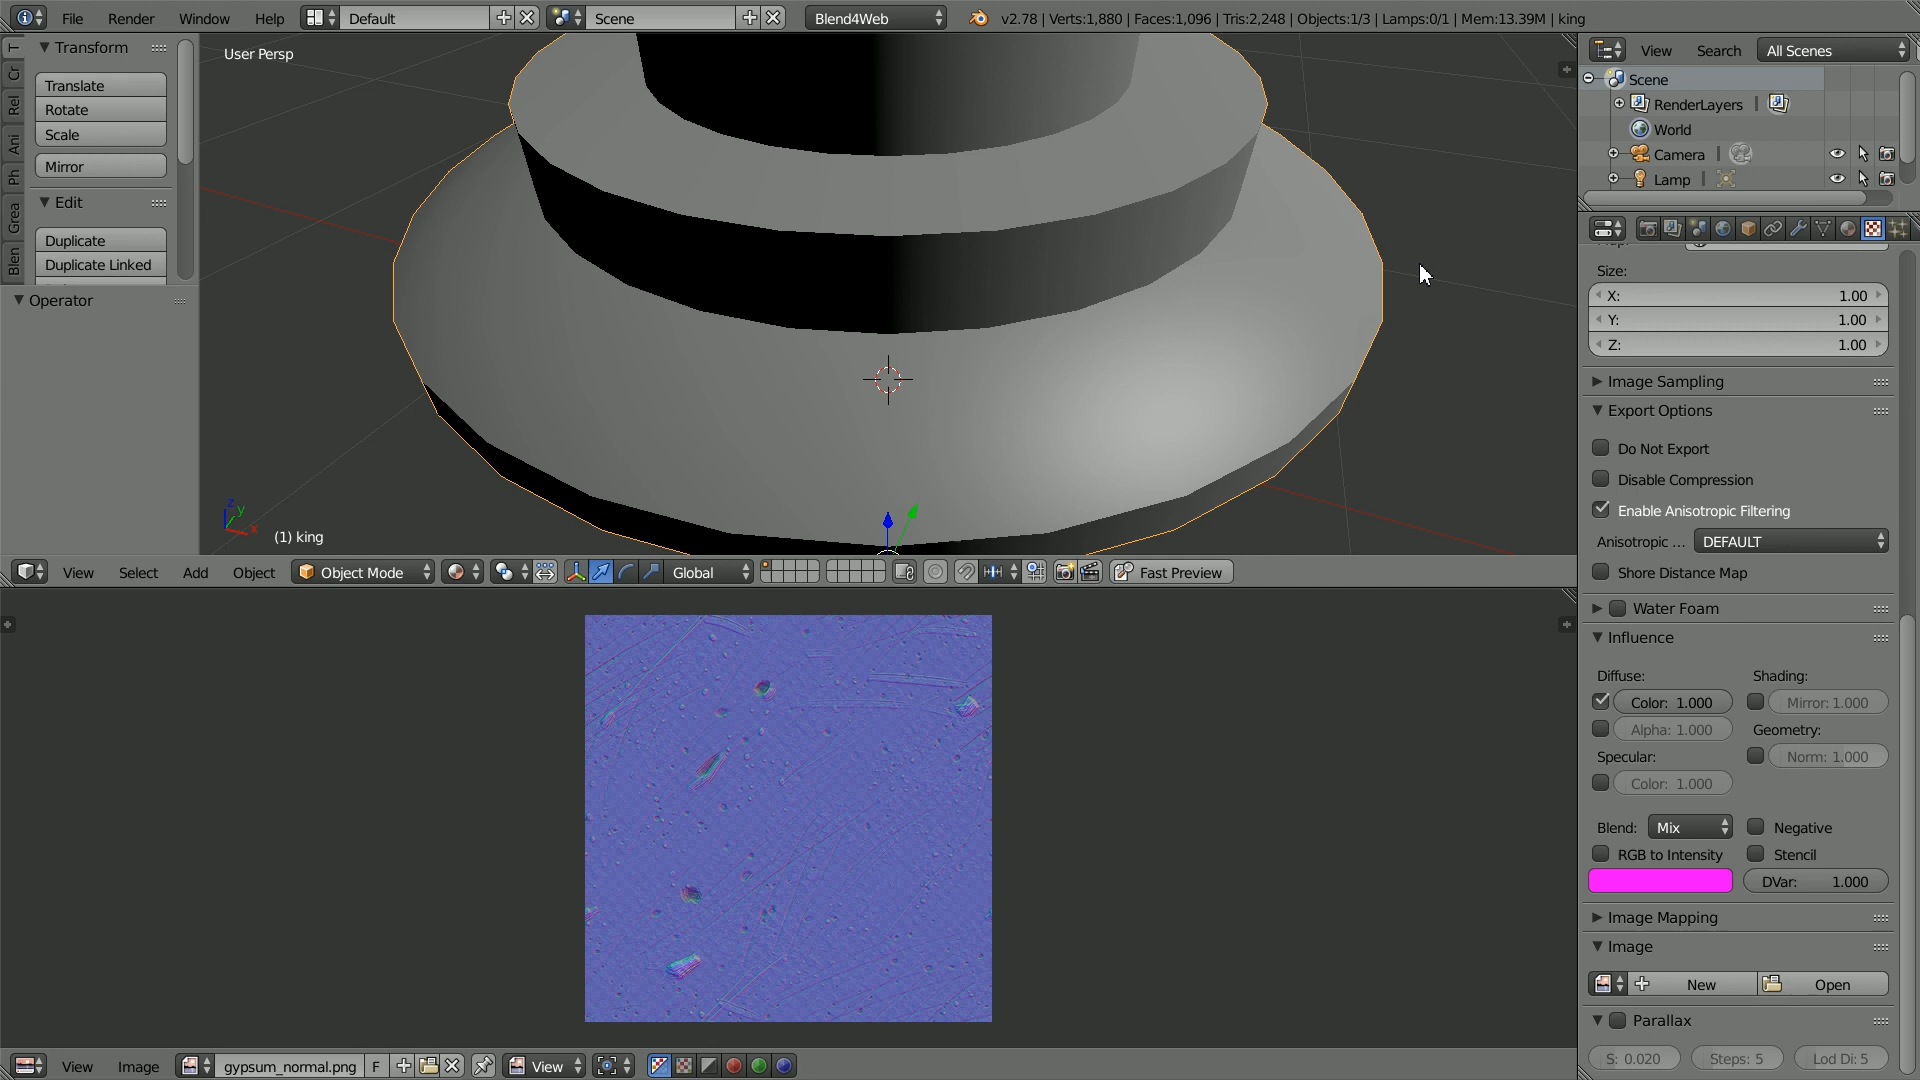 File Render Window Help Default Scene Blend4Web v2.78 | Verts:1,880 | Faces:1,096 | Tris:2,248 | Objects:1/3 | Lamps:0/1 | Mem:13.39M | king
Transform
Translate
Rotate
Scale
Mirror
Edit
Duplicate
Duplicate Linked
Operator
T
Cr
Rel
Ani
Ph
Grea
Blen
User Persp
z
y
x
(1) king
View Select Add Object Object Mode Global Fast Preview
View Search All Scenes
Scene
RenderLayers |
World
Camera |
Lamp |
Size:
X: 1.00
Y: 1.00
Z: 1.00
Image Sampling
Export Options
Do Not Export
Disable Compression
Enable Anisotropic Filtering
Anisotropic ... DEFAULT
Shore Distance Map
Water Foam
Influence
Diffuse: Shading:
Color: 1.000 Mirror: 1.000
Alpha: 1.000 Geometry:
Specular: Norm: 1.000
Color: 1.000
Blend: Mix Negative
RGB to Intensity Stencil
DVar: 1.000
Image Mapping
Image
New Open
Parallax
S: 0.020 Steps: 5 Lod Di: 5
View Image gypsum_normal.png F View